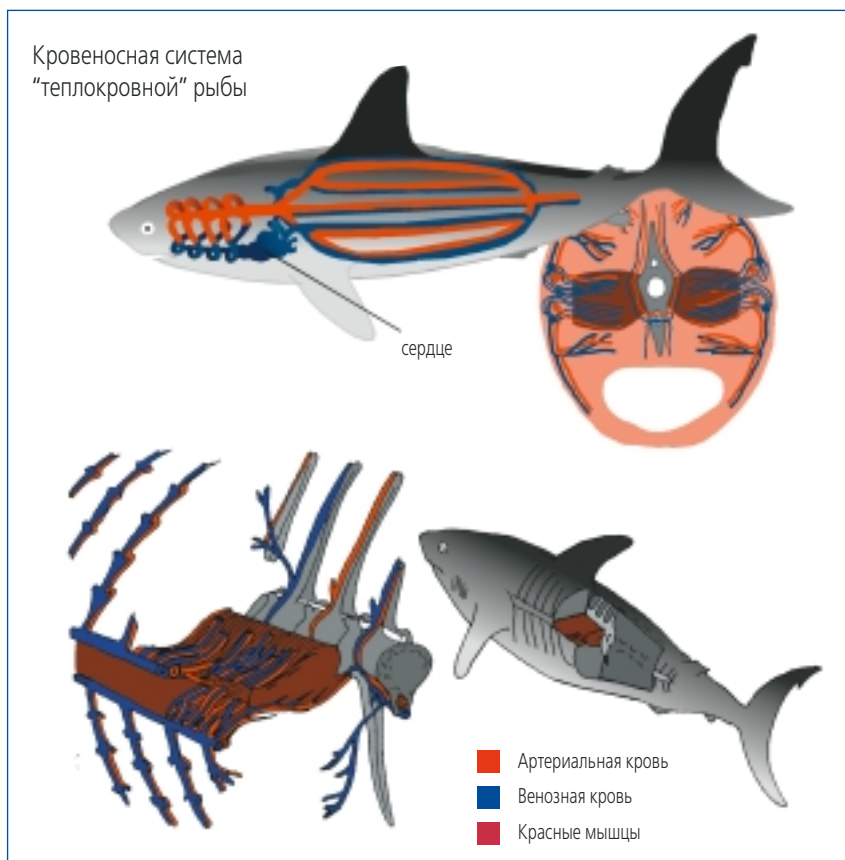 Кровеносная система
"теплокровной" рыбы
сердце
Артериальная кровь
Венозная кровь
Красные мышцы